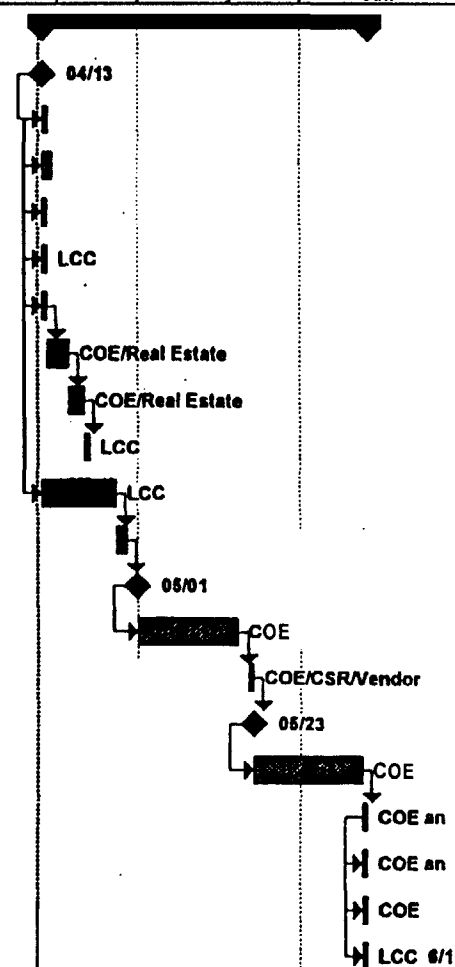 04/13
LCC
COE/Real Estate
COE/Real Estate
LCC
LCC
05/01
COE
COE/CSR/Vendor
05/23
COE
COE an
COE an
COE
LCC 6/1